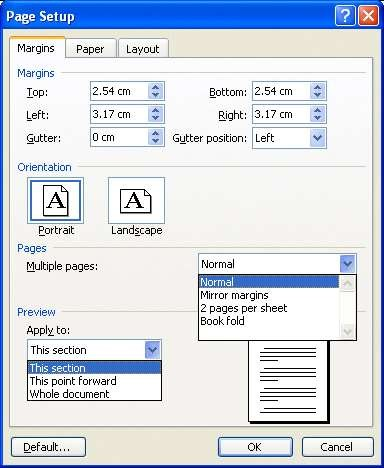 Page Setup
Margins Paper Layout
Margins
Top: 2.54 cm Bottom: 2.54 cm
Left: 3.17 cm Right: 3.17 cm
Gutter: 0 cm Gutter position: Left
Orientation
A A
Portrait Landscape
Pages
Multiple pages: Normal
Normal
Mirror margins
2 pages per sheet
Book fold
Preview
Apply to:
This section
This section
This point forward
Whole document
Default... OK Cancel